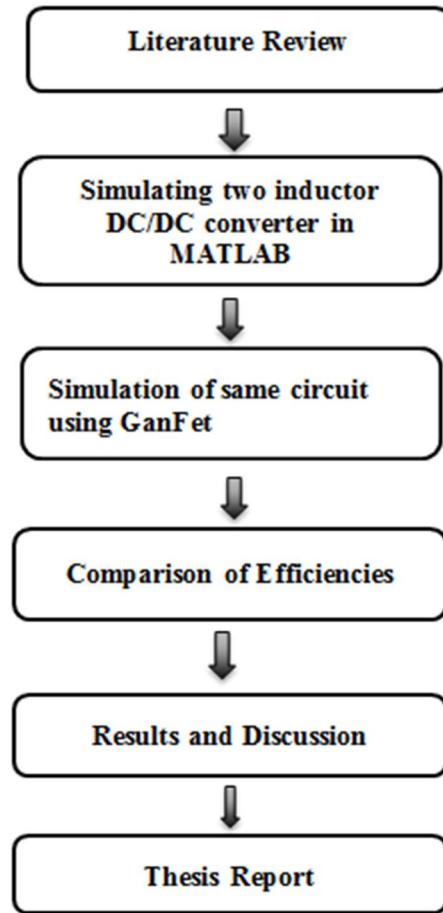 Literature Review
Simulating two inductor
DC/DC converter in
MATLAB
Simulation of same circuit
using GanFet
Comparison of Efficiencies
Results and Discussion
Thesis Report